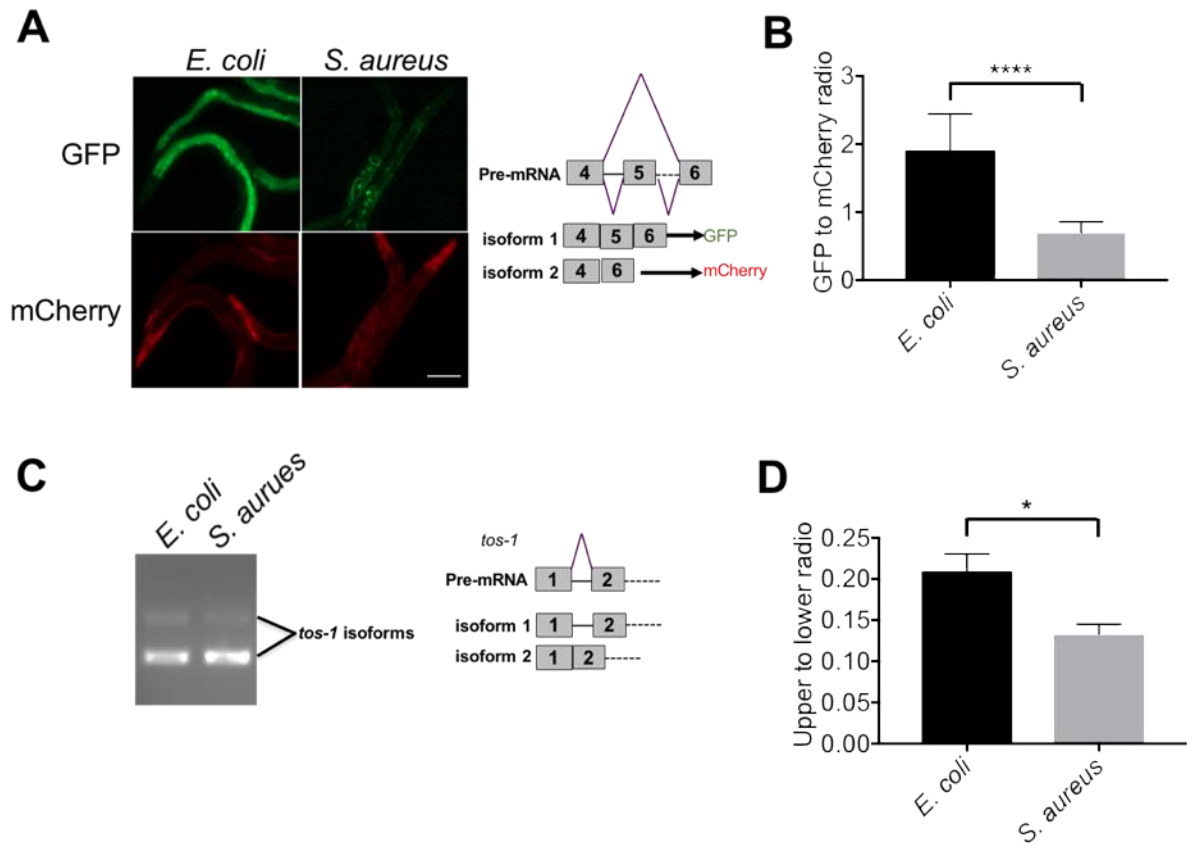 A
E. coli
S. aureus
GFP
mCherry
Pre-mRNA 4 5 6
isoform 1 4 5 6 GFP
isoform 2 4 6 mCherry
B
GFP to mCherry radio
3
2
1
0
****
E. coli
S. aureus
C
E. coli
S. aurues
tos-1 isoforms
tos-1
Pre-mRNA 1 2
isoform 1 1 2
isoform 2 1 2
D
Upper to lower radio
0.25
0.20
0.15
0.10
0.05
0.00
*
E. coli
S. aureus